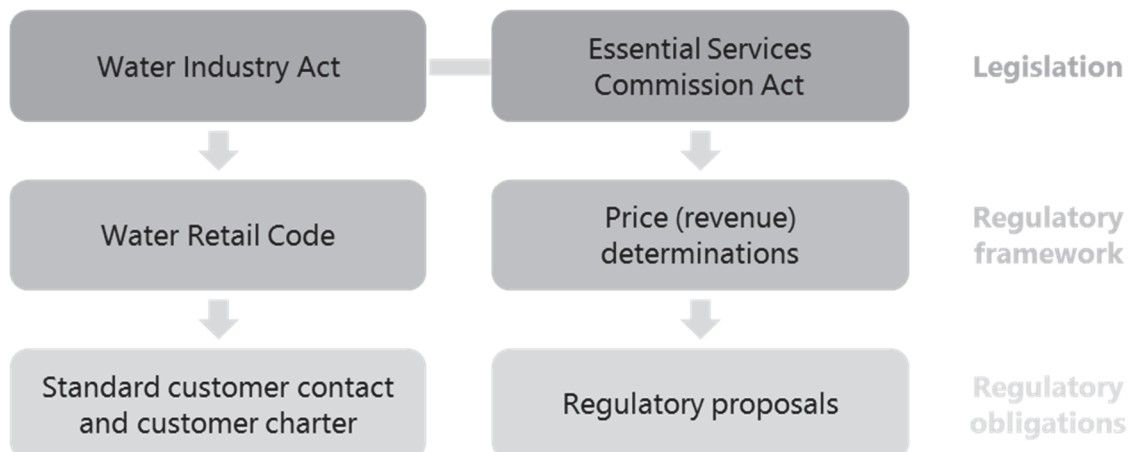 Water Industry Act
Essential Services
Commission Act
Legislation
Water Retail Code
Price (revenue)
determinations
Regulatory
framework
Standard customer contact
and customer charter
Regulatory proposals
Regulatory
obligations